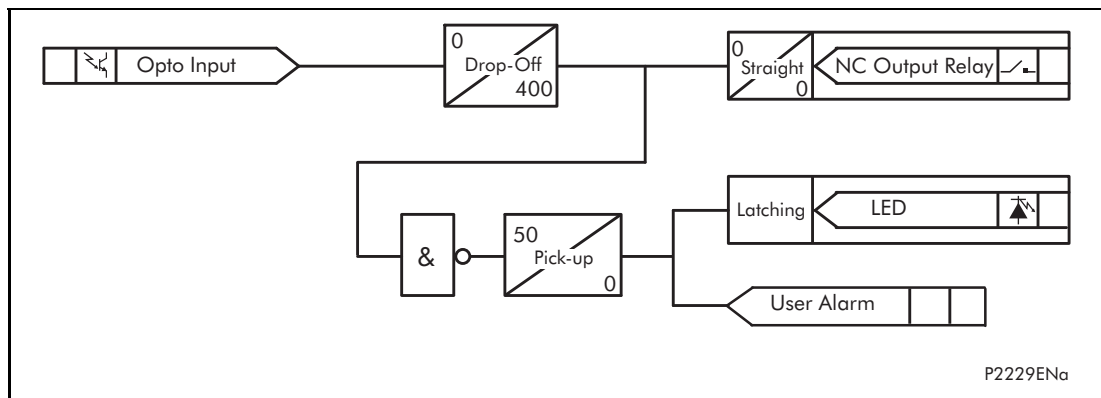 Opto Input
0
Drop-Off
400
0
Straight
0
NC Output Relay
&
50
Pick-up
0
Latching
LED
User Alarm
P2229ENa